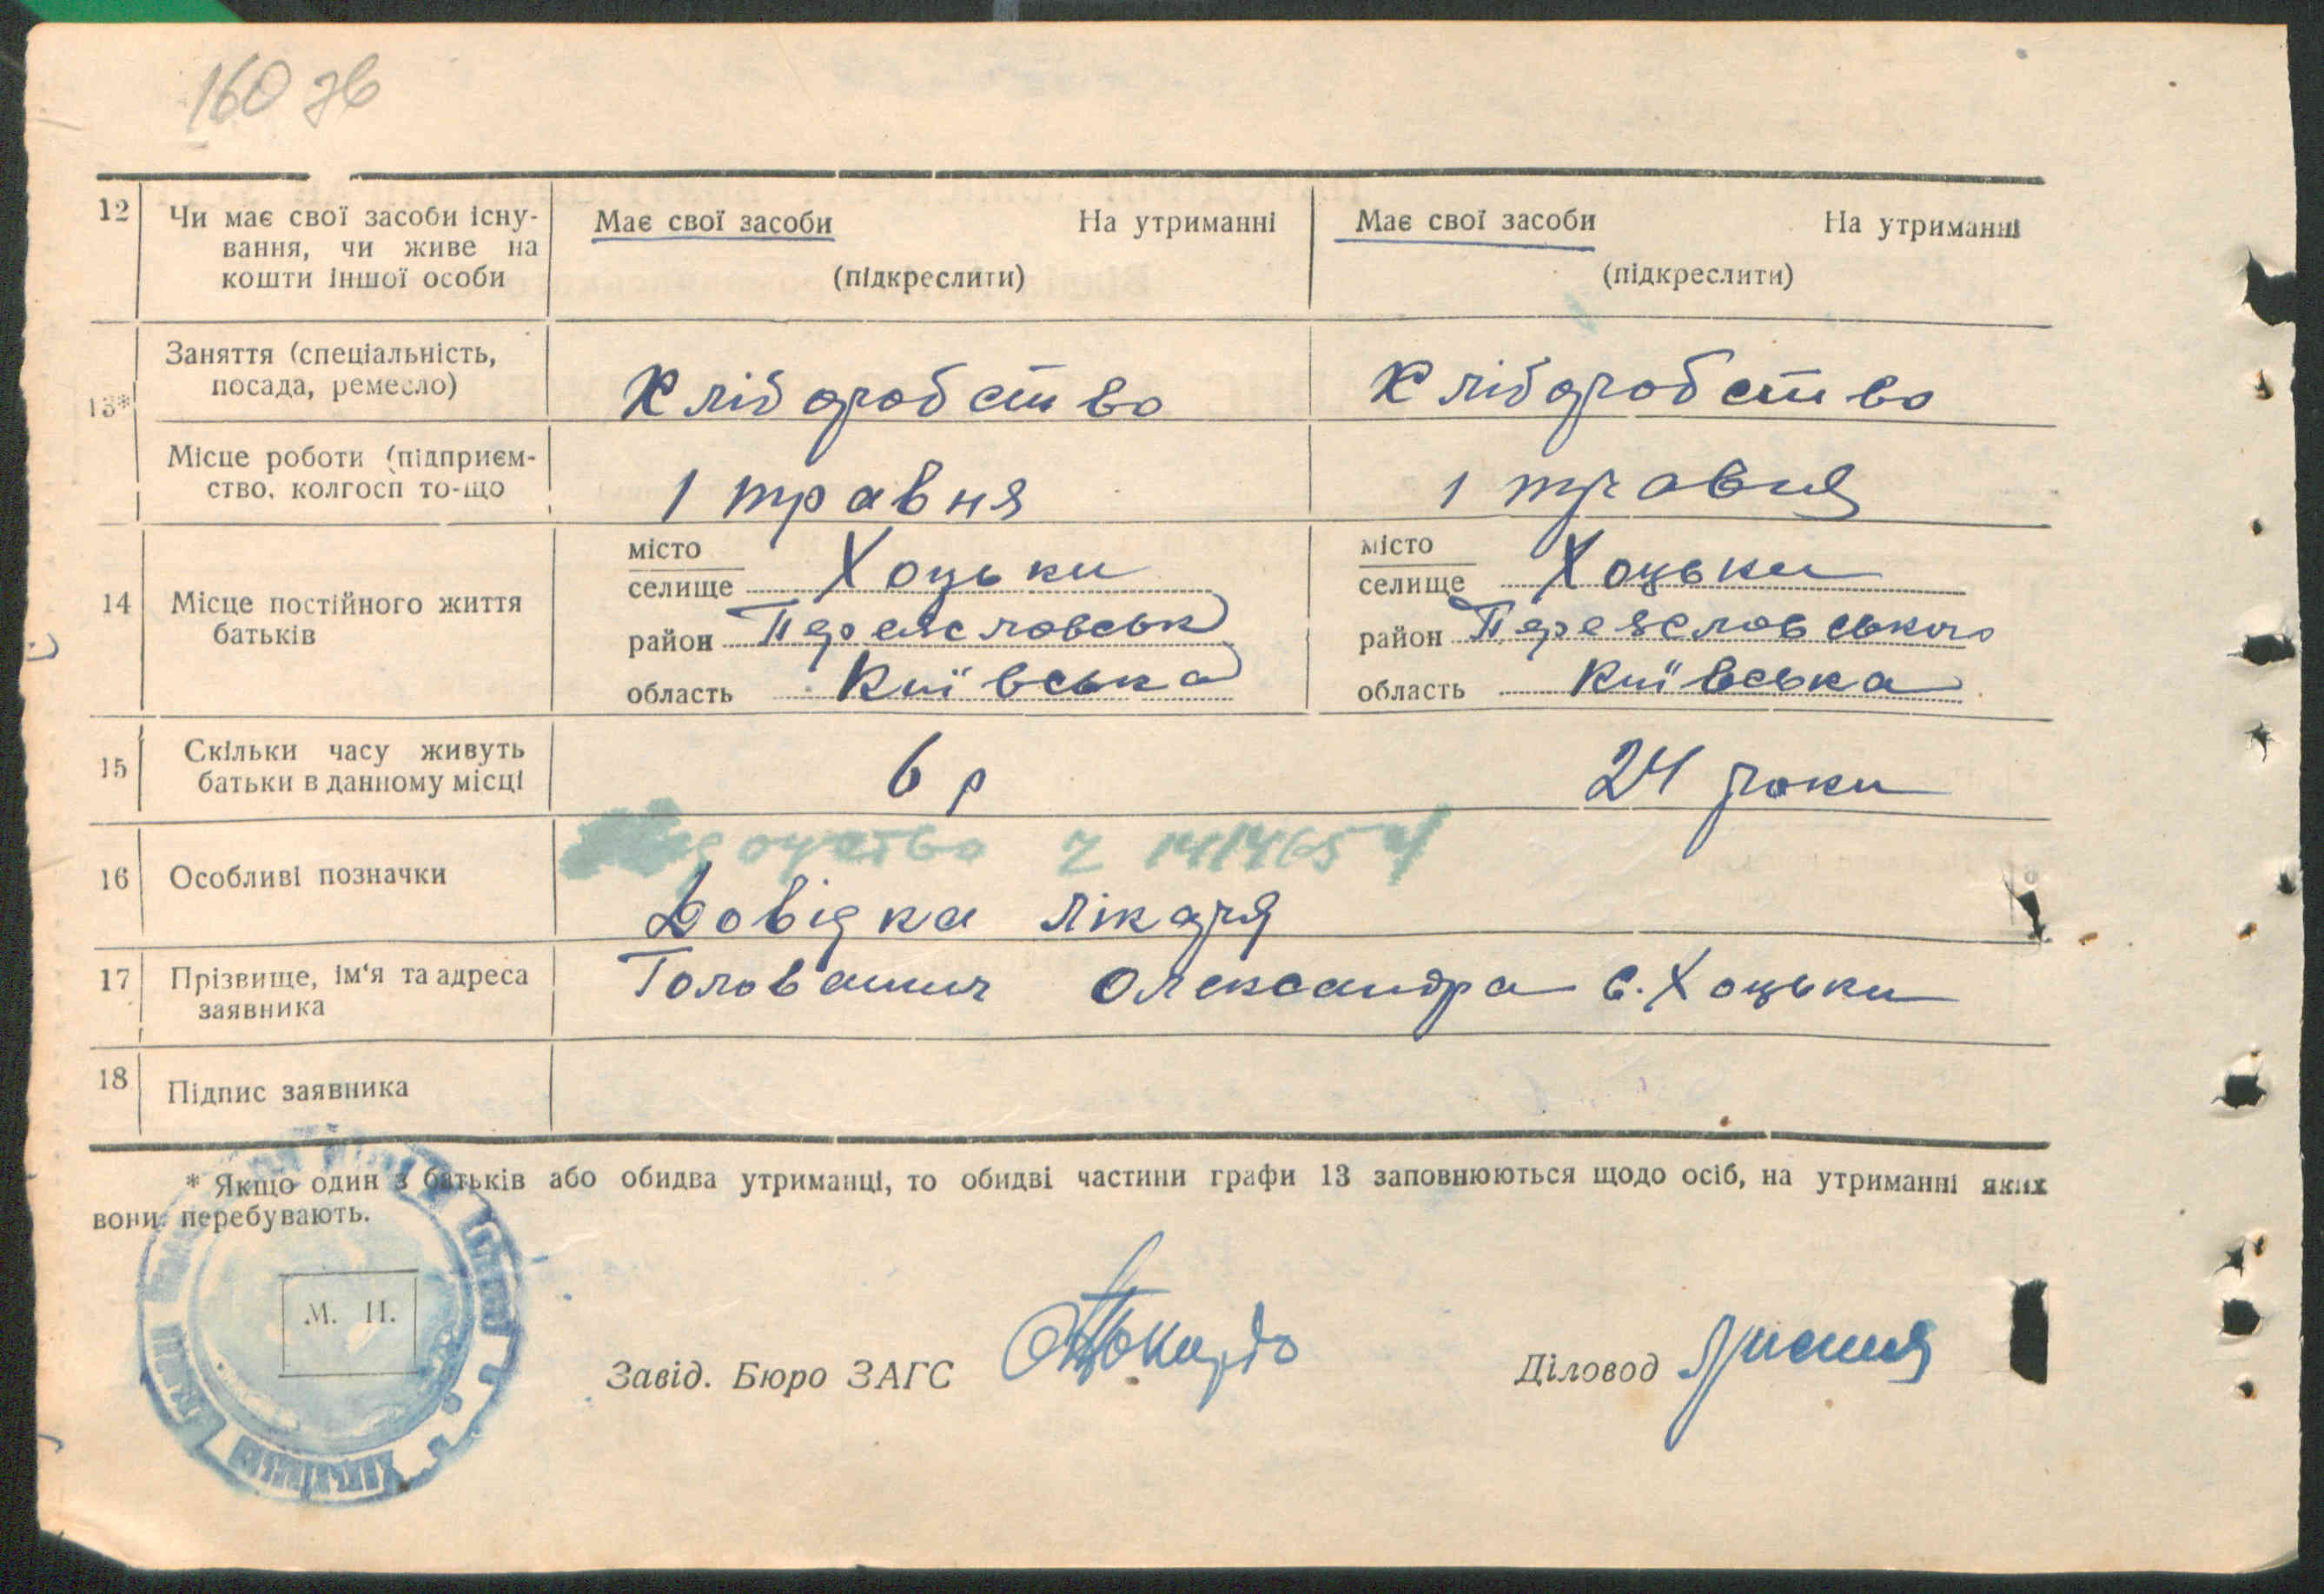 160 зв
12 Чи має свої засоби існу- Має свої засоби На утриманні Має свої засоби На утриманні
вання, чи живе на
кошти іншої особи (підкреслити) (підкреслити)
13* Заняття (спеціальність,
посада, ремесло) Хліборобство Хліборобство
Місце роботи (підприєм-
ство, колгосп то-що 1 травня 1 травня
14 Місце постійного життя
батьків
місто
селище Хоцьки
район Переяславськ
область Київська
місто
селище Хоцьки
район Переяславського
область Київська
15 Скільки часу живуть
батьки в данному місці 6 р 24 роки
16 Особливі позначки
Довідка лікаря
17 Прізвище, ім'я та адреса Олександра с. Хоцьки
заявника
18 Підпис заявника
* Якщо один з батьків або обидва утриманці, то обидві частини графи 13 заповнюються щодо осіб, на утриманні яких
вони перебувають.
М. П.
Завід. Бюро ЗАГС Діловод